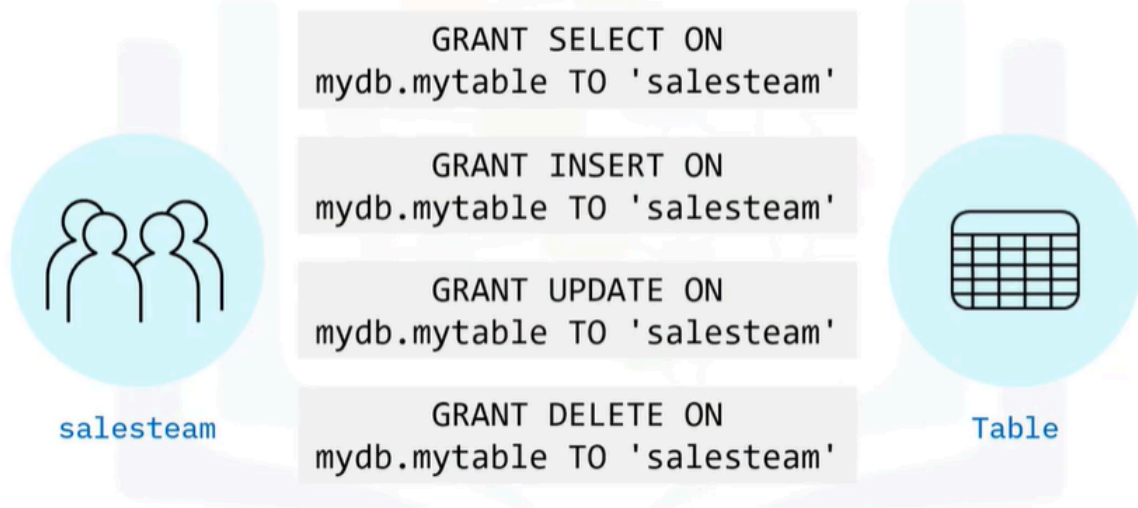 GRANT SELECT ON
mydb.mytable TO 'salesteam'
GRANT INSERT ON
mydb.mytable TO 'salesteam'
GRANT UPDATE ON
mydb.mytable TO 'salesteam'
GRANT DELETE ON
mydb.mytable TO 'salesteam'
salesteam
Table